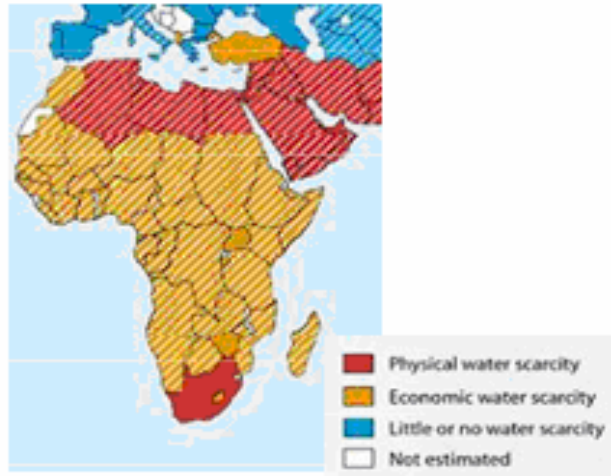 Physical water scarcity
Economic water scarcity
Little or no water scarcity
Not estimated